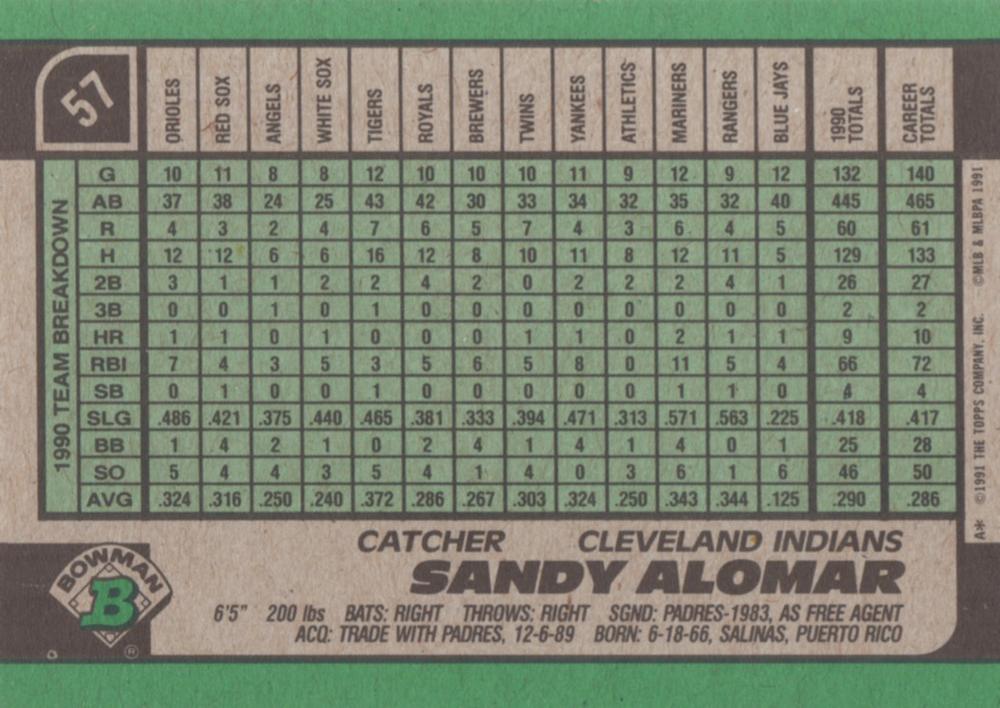 57 ORIOLES RED SOX ANGELS WHITE SOX TIGERS ROYALS BREWERS TWINS YANKEES ATHLETICS MARINERS RANGERS BLUE JAYS 1990 TOTALS CAREER TOTALS
1990 TEAM BREAKDOWN
G 10 11 8 8 12 10 10 10 11 9 12 9 12 132 140
AB 37 38 24 25 43 42 30 33 34 32 35 32 40 445 465
R 4 3 2 4 7 6 5 7 4 3 6 4 5 60 61
H 12 12 6 6 16 12 8 10 11 8 12 11 5 129 133
2B 3 1 1 2 2 4 2 0 2 2 2 4 1 26 27
3B 0 0 1 0 1 0 0 0 0 0 0 0 0 2 2
HR 1 1 0 1 0 0 0 1 1 0 2 1 1 9 10
RBI 7 4 3 5 3 5 6 5 8 0 11 5 4 66 72
SB 0 1 0 0 1 0 0 0 0 0 1 1 0 4 4
SLG .486 .421 .375 .440 .465 .381 .333 .394 .471 .313 .571 .563 .225 .418 .417
BB 1 4 2 1 0 2 4 1 4 1 4 0 1 25 28
SO 5 4 4 3 5 4 1 4 0 3 6 1 6 46 50
AVG .324 .316 .250 .240 .372 .286 .267 .303 .324 .250 .343 .344 .125 .290 .286
A* ©1991 THE TOPPS COMPANY, INC. ©MLB & MLBPA 1991
CATCHER CLEVELAND INDIANS
SANDY ALOMAR
6'5" 200 lbs BATS: RIGHT THROWS: RIGHT SGND: PADRES-1983, AS FREE AGENT
ACQ: TRADE WITH PADRES, 12-6-89 BORN: 6-18-66, SALINAS, PUERTO RICO
BOWMAN
B
®